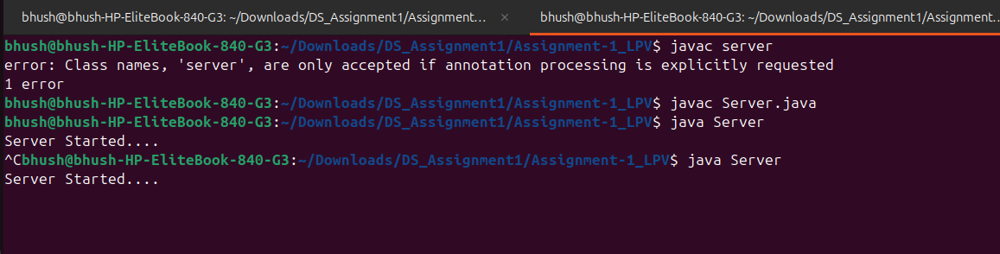 bhush@bhush-HP-EliteBook-840-G3: ~/Downloads/DS_Assignment1/Assignment... ×
bhush@bhush-HP-EliteBook-840-G3: ~/Downloads/DS_Assignment1/Assignment...
bhush@bhush-HP-EliteBook-840-G3:~/Downloads/DS_Assignment1/Assignment-1_LPV$ javac server
error: Class names, 'server', are only accepted if annotation processing is explicitly requested
1 error
bhush@bhush-HP-EliteBook-840-G3:~/Downloads/DS_Assignment1/Assignment-1_LPV$ javac Server.java
bhush@bhush-HP-EliteBook-840-G3:~/Downloads/DS_Assignment1/Assignment-1_LPV$ java Server
Server Started....
^Cbhush@bhush-HP-EliteBook-840-G3:~/Downloads/DS_Assignment1/Assignment-1_LPV$ java Server
Server Started....